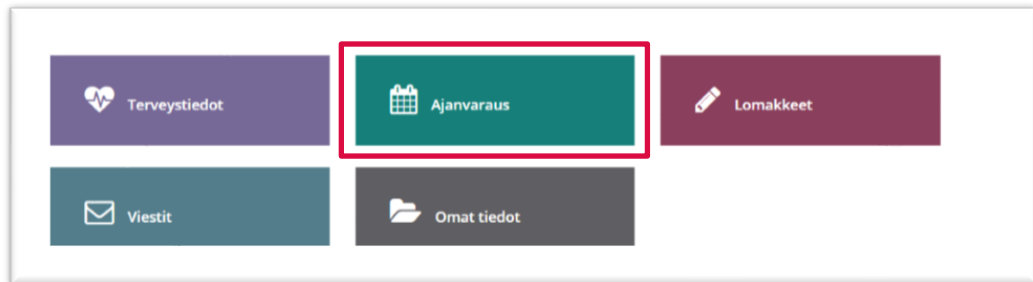 Terveystiedot
Ajanvaraus
Lomakkeet
Viestit
Omat tiedot